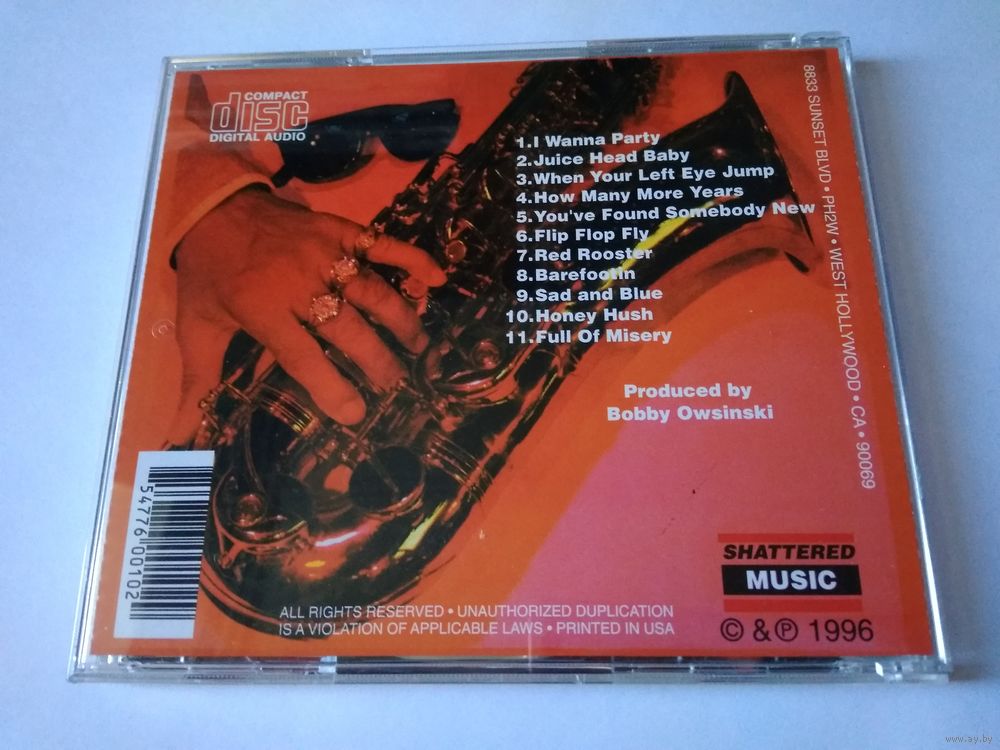 COMPACT
disc
DIGITAL AUDIO
1.I Wanna Party
2.Juice Head Baby
3.When Your Left Eye Jump
4.How Many More Years
5.You've Found Somebody New
6.Flip Flop Fly
7.Red Rooster
8.Barefootin
9.Sad and Blue
10.Honey Hush
11.Full Of Misery
Produced by
Bobby Owsinski
8833 SUNSET BLVD • PH2W • WEST HOLLYWOOD • CA • 90069
54776 00102
SHATTERED
MUSIC
© & ℗ 1996
ALL RIGHTS RESERVED • UNAUTHORIZED DUPLICATION
IS A VIOLATION OF APPLICABLE LAWS • PRINTED IN USA
www.ay.by